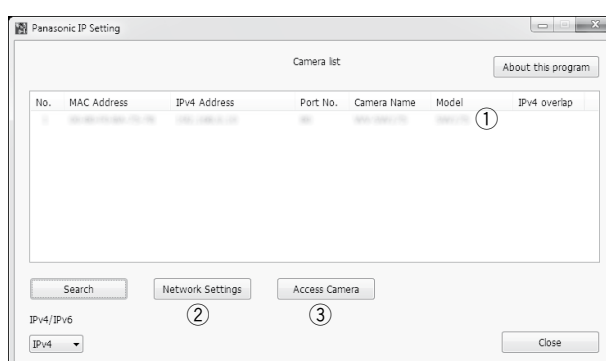 Panasonic IP Setting
Camera list
About this program
No. MAC Address IPv4 Address Port No. Camera Name Model IPv4 overlap
①
Search Network Settings Access Camera
② ③
IPv4/IPv6
IPv4
Close